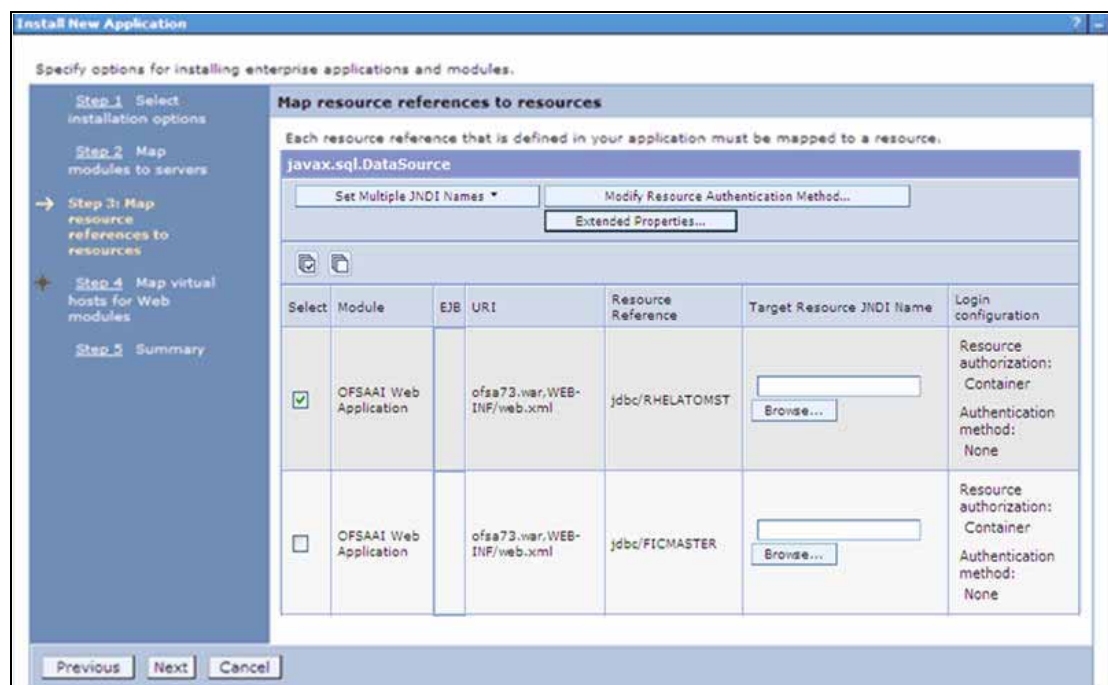 Install New Application
? –
Specify options for installing enterprise applications and modules.
Step 1 Select
installation options
Step 2 Map
modules to servers
Step 3: Map
resource
references to
resources
Step 4 Map virtual
hosts for Web
modules
Step 5 Summary
Map resource references to resources
Each resource reference that is defined in your application must be mapped to a resource.
javax.sql.DataSource
Set Multiple JNDI Names
Modify Resource Authentication Method...
Extended Properties...
Select
Module
EJB
URI
Resource
Reference
Target Resource JNDI Name
Login
configuration
OFSAAI Web
Application
ofsa73.war,WEB-
INF/web.xml
jdbc/RHELATOMST
Browse...
Resource
authorization:
Container
Authentication
method:
None
OFSAAI Web
Application
ofsa73.war,WEB-
INF/web.xml
jdbc/FICMASTER
Browse...
Resource
authorization:
Container
Authentication
method:
None
Previous
Next
Cancel